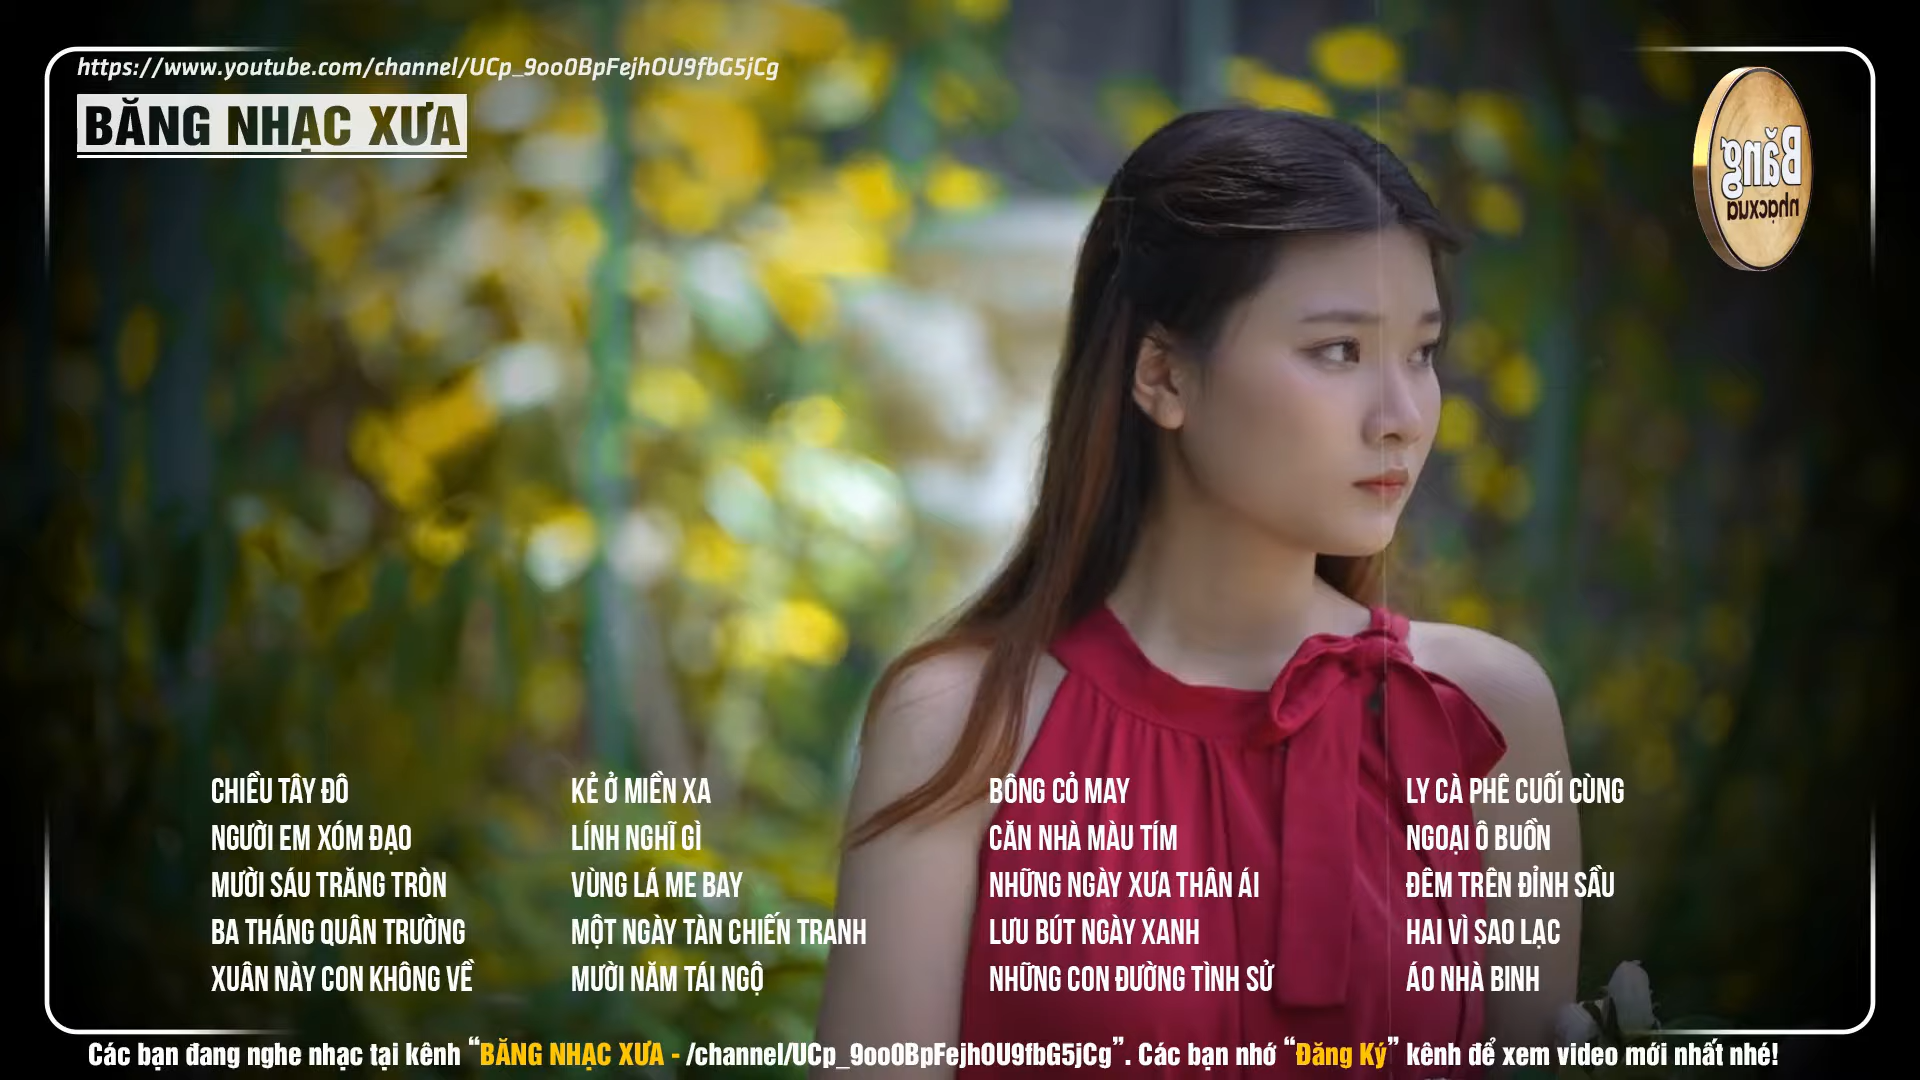 https://www.youtube.com/channel/UCp_9oo0BpFejhOU9fbG5jCg
BĂNG NHẠC XƯA
Băng
nhạcxưa
CHIỀU TÂY ĐÔ
NGƯỜI EM XÓM ĐẠO
MƯỜI SÁU TRĂNG TRÒN
BA THÁNG QUÂN TRƯỜNG
XUÂN NÀY CON KHÔNG VỀ
KẺ Ở MIỀN XA
LÍNH NGHĨ GÌ
VÙNG LÁ ME BAY
MỘT NGÀY TÀN CHIẾN TRANH
MƯỜI NĂM TÁI NGỘ
BÔNG CỎ MAY
CĂN NHÀ MÀU TÍM
NHỮNG NGÀY XƯA THÂN ÁI
LƯU BÚT NGÀY XANH
NHỮNG CON ĐƯỜNG TÌNH SỬ
LY CÀ PHÊ CUỐI CÙNG
NGOẠI Ô BUỒN
ĐÊM TRÊN ĐỈNH SẦU
HAI VÌ SAO LẠC
ÁO NHÀ BINH
Các bạn đang nghe nhạc tại kênh “BĂNG NHẠC XƯA - /channel/UCp_9oo0BpFejhOU9fbG5jCg”. Các bạn nhớ “Đăng Ký” kênh để xem video mới nhất nhé!